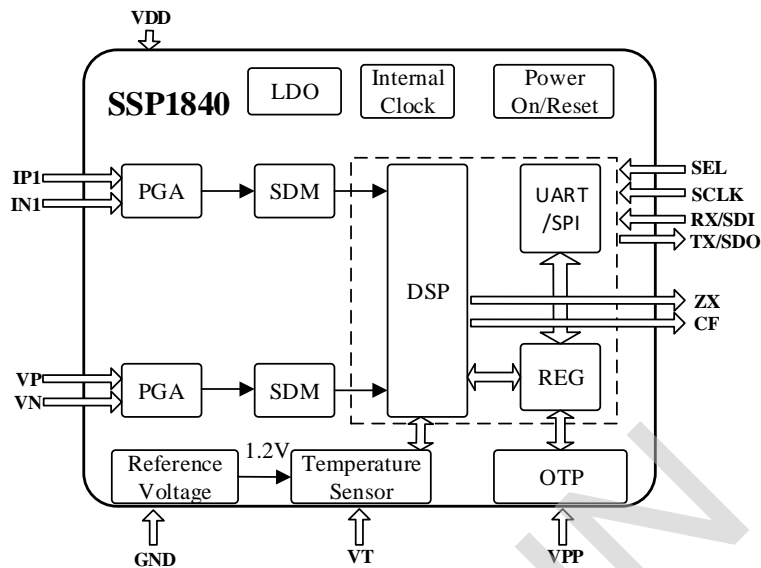 VDD
SSP1840
LDO
Internal
Clock
Power
On/Reset
IP1
IN1
PGA
SDM
DSP
UART
/SPI
SEL
SCLK
RX/SDI
TX/SDO
ZX
CF
VP
VN
PGA
SDM
REG
Reference
Voltage
1.2V
Temperature
Sensor
OTP
GND
VT
VPP